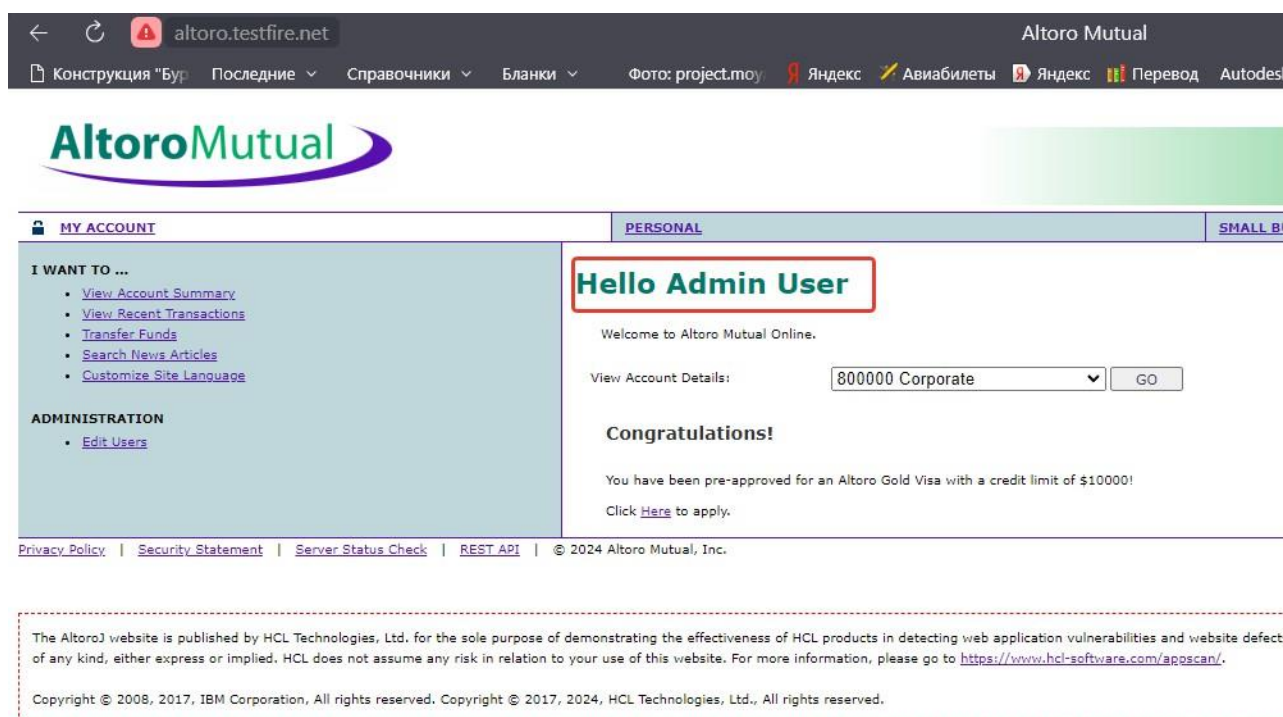 altoro.testfire.net
Altoro Mutual
Конструкция "Бур
Последние
Справочники
Бланки
Фото: project.moy
Яндекс
Авиабилеты
Яндекс
Перевод
Autodes
AltoroMutual
MY ACCOUNT
PERSONAL
SMALL B
I WANT TO ...
View Account Summary
View Recent Transactions
Transfer Funds
Search News Articles
Customize Site Language
ADMINISTRATION
Edit Users
Hello Admin User
Welcome to Altoro Mutual Online.
View Account Details:
800000 Corporate
GO
Congratulations!
You have been pre-approved for an Altoro Gold Visa with a credit limit of $10000!
Click Here to apply.
Privacy Policy | Security Statement | Server Status Check | REST API | © 2024 Altoro Mutual, Inc.
The AltoroJ website is published by HCL Technologies, Ltd. for the sole purpose of demonstrating the effectiveness of HCL products in detecting web application vulnerabilities and website defect
of any kind, either express or implied. HCL does not assume any risk in relation to your use of this website. For more information, please go to https://www.hcl-software.com/appscan/.
Copyright © 2008, 2017, IBM Corporation, All rights reserved. Copyright © 2017, 2024, HCL Technologies, Ltd., All rights reserved.